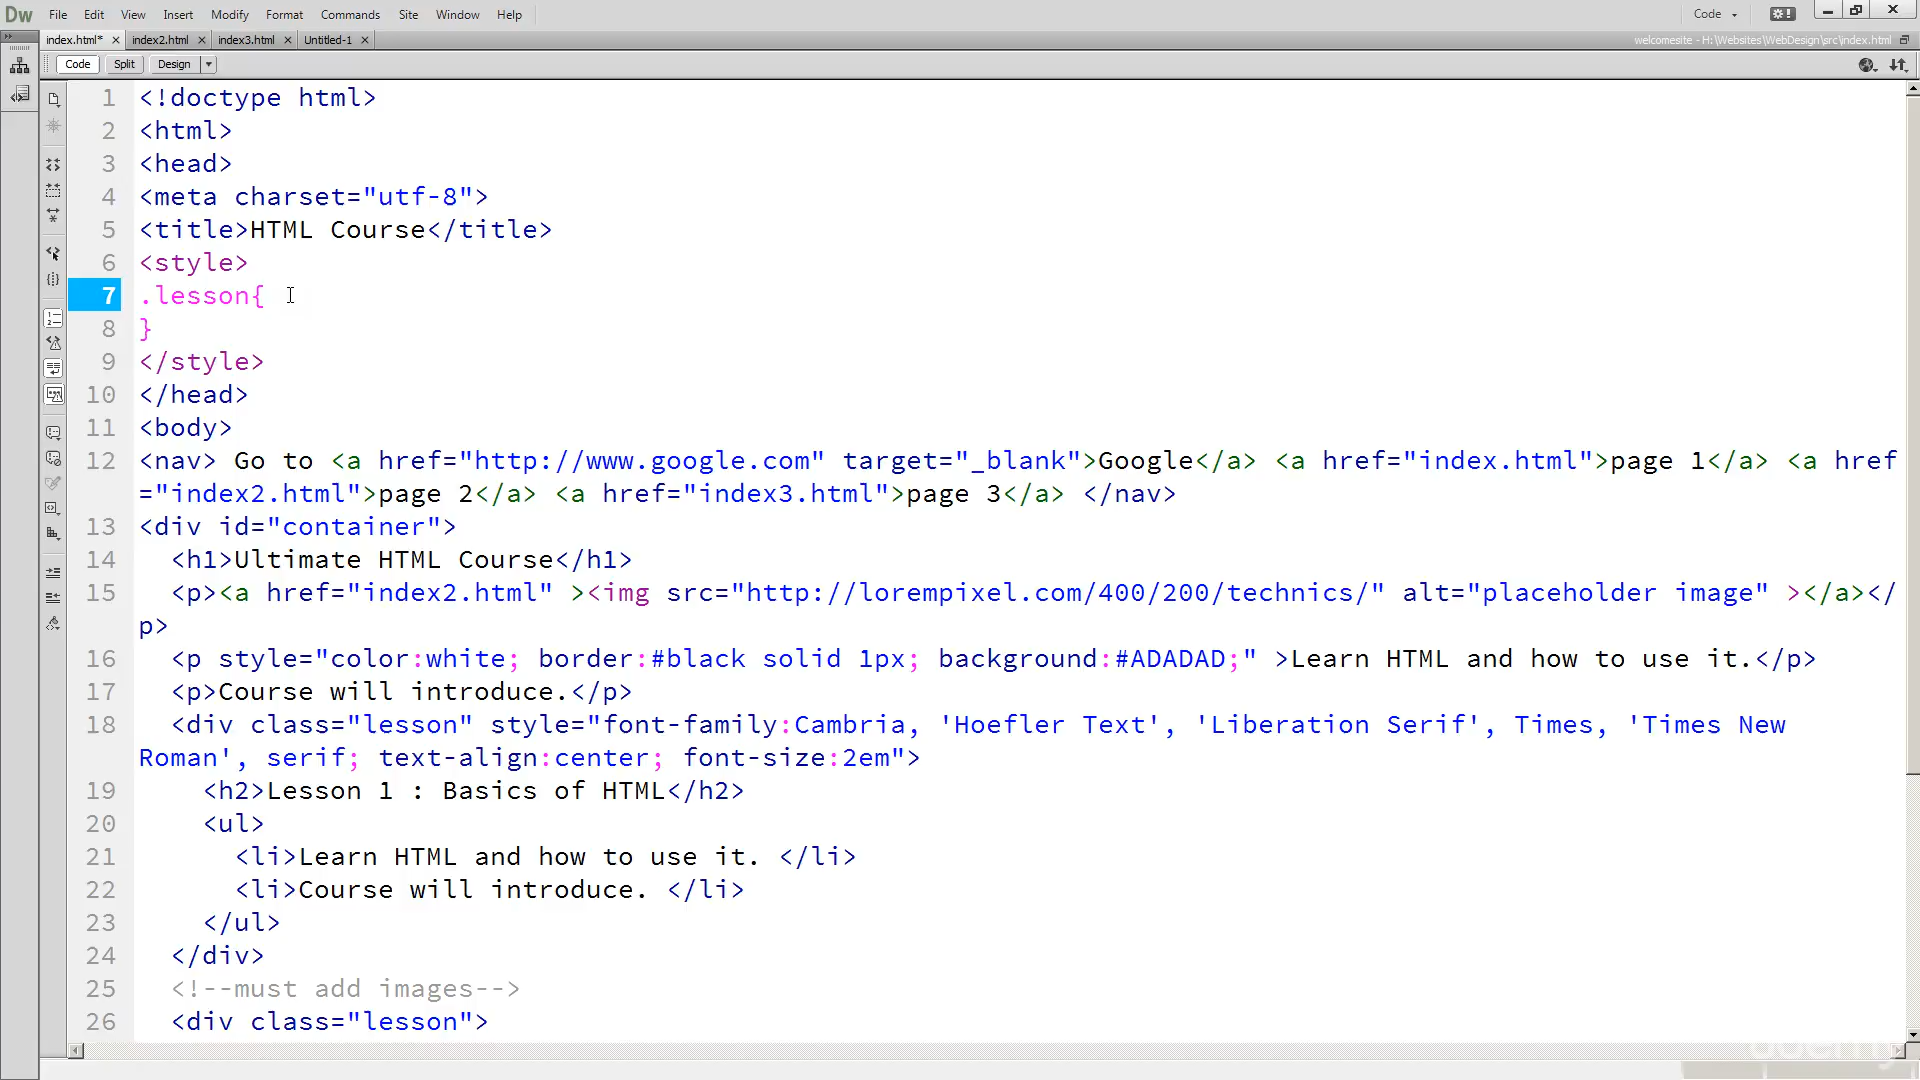 Dw File Edit View Insert Modify Format Commands Site Window Help Code
index.html* index2.html index3.html Untitled-1 welcomesite - H:\Websites\WebDesign\src\index.html
Code Split Design
1 <!doctype html>
2 <html>
3 <head>
4 <meta charset="utf-8">
5 <title>HTML Course</title>
6 <style>
7 .lesson{
8 }
9 </style>
10 </head>
11 <body>
12 <nav> Go to <a href="http://www.google.com" target="_blank">Google</a> <a href="index.html">page 1</a> <a href
="index2.html">page 2</a> <a href="index3.html">page 3</a> </nav>
13 <div id="container">
14 <h1>Ultimate HTML Course</h1>
15 <p><a href="index2.html" ><img src="http://lorempixel.com/400/200/technics/" alt="placeholder image" ></a></
p>
16 <p style="color:white; border:#black solid 1px; background:#ADADAD;" >Learn HTML and how to use it.</p>
17 <p>Course will introduce.</p>
18 <div class="lesson" style="font-family:Cambria, 'Hoefler Text', 'Liberation Serif', Times, 'Times New
Roman', serif; text-align:center; font-size:2em">
19 <h2>Lesson 1 : Basics of HTML</h2>
20 <ul>
21 <li>Learn HTML and how to use it. </li>
22 <li>Course will introduce. </li>
23 </ul>
24 </div>
25 <!--must add images-->
26 <div class="lesson">